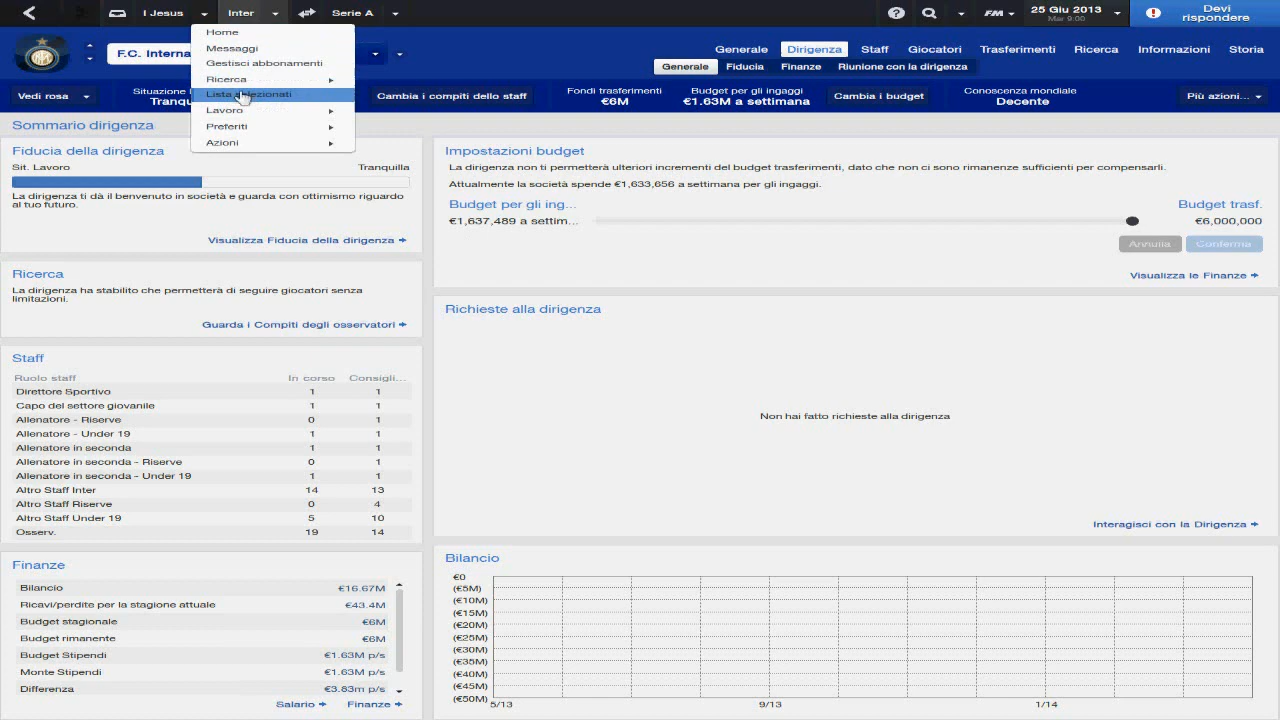 I Jesus
Inter
Serie A
FM
25 Giu 2013
Mar 9:00
Devi rispondere
Home
Messaggi
Gestisci abbonamenti
Ricerca
Lista selezionati
Lavoro
Preferiti
Azioni
F.C. Interna
Generale
Dirigenza
Staff
Giocatori
Trasferimenti
Ricerca
Informazioni
Storia
Generale
Fiducia
Finanze
Riunione con la dirigenza
Vedi rosa
Situazione
Tranqu
Cambia i compiti dello staff
Fondi trasferimenti
€6M
Budget per gli ingaggi
€1.63M a settimana
Cambia i bu
Conoscenza mondiale
Decente
Più azioni...
Sommario dirigenza
Fiducia della dirigenza
Sit. Lavoro
Tranquilla
La dirigenza ti dà il benvenuto in società e guarda con ottimismo riguardo
al tuo futuro.
Visualizza Fiducia della dirigenza
Ricerca
La dirigenza ha stabilito che permetterà di seguire giocatori senza
limitazioni.
Guarda i Compiti degli osservatori
Staff
Ruolo staff In corso Consigli...
Direttore Sportivo 1 1
Capo del settore giovanile 1 1
Allenatore - Riserve 0 1
Allenatore - Under 19 1 1
Allenatore in seconda 1 1
Allenatore in seconda - Riserve 0 1
Allenatore in seconda - Under 19 1 1
Altro Staff Inter 14 13
Altro Staff Riserve 0 4
Altro Staff Under 19 5 10
Osserv. 19 14
Finanze
Bilancio €16.67M
Ricavi/perdite per la stagione attuale €43.4M
Budget stagionale €6M
Budget rimanente €6M
Budget Stipendi €1.63M p/s
Monte Stipendi €1.63M p/s
Differenza €3.83m p/s
Salario
Finanze
Impostazioni budget
La dirigenza non ti permetterà ulteriori incrementi del budget trasferimenti, dato che non ci sono rimanenze sufficienti per compensarli.
Attualmente la società spende €1,633,656 a settimana per gli ingaggi.
Budget per gli ing...
Budget trasf.
€1,637,489 a settim...
€6,000,000
Annulla
Conferma
Visualizza le Finanze
Richieste alla dirigenza
Non hai fatto richieste alla dirigenza
Interagisci con la Dirigenza
Bilancio
€0
(€5M)
(€10M)
(€15M)
(€20M)
(€25M)
(€30M)
(€35M)
(€40M)
(€45M)
(€50M)
5/13
9/13
1/14